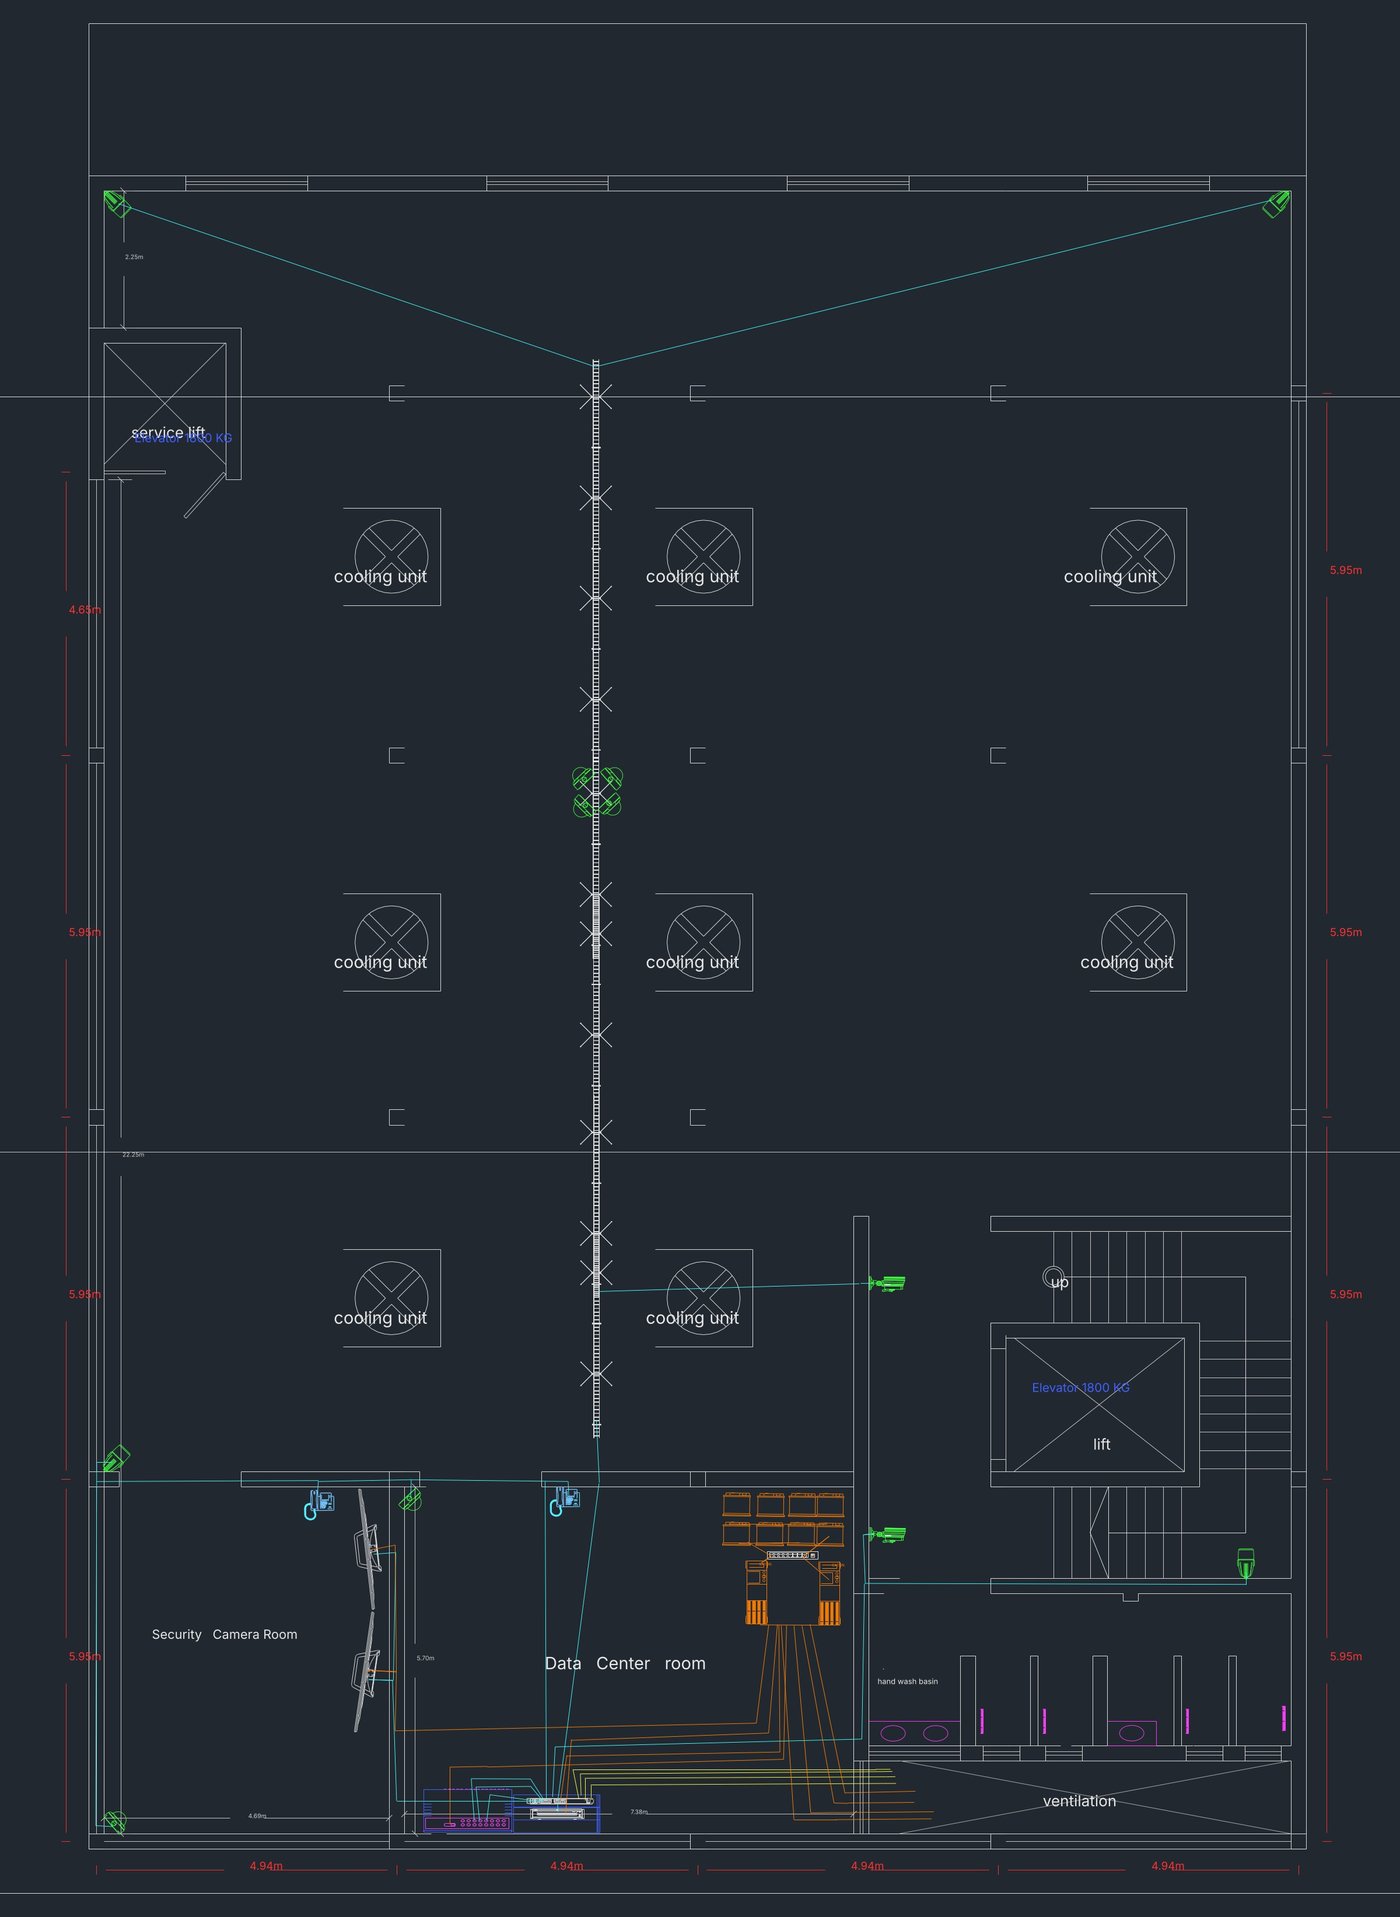 2.25m
service lift
Elevator 1800 KG
5.95m
cooling unit
cooling unit
cooling unit
4.65m
5.95m
5.95m
cooling unit
cooling unit
cooling unit
22.25m
up
5.95m
5.95m
cooling unit
cooling unit
Elevator 1800 KG
lift
Security Camera Room
5.95m
5.70m
Data Center room
5.95m
hand wash basin
ventilation
4.69m
7.38m
4.94m
4.94m
4.94m
4.94m